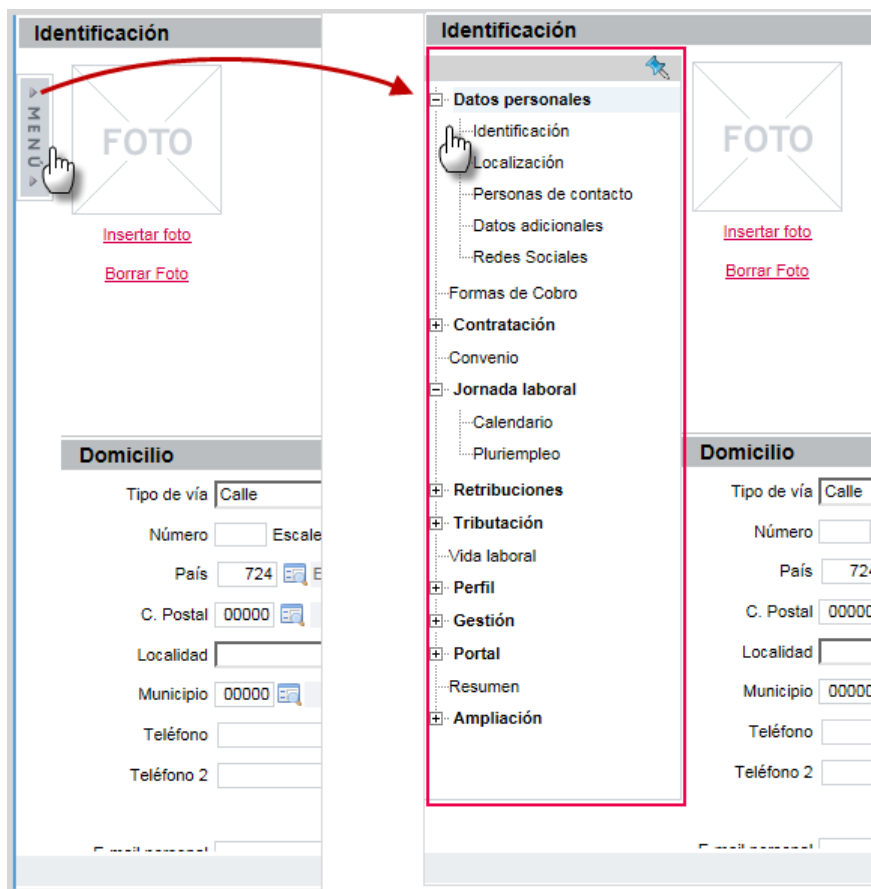 Identificación
MENÚ
FOTO
Insertar foto
Borrar Foto
Domicilio
Tipo de vía Calle
Número Escale
País 724
C. Postal 00000
Localidad
Municipio 00000
Teléfono
Teléfono 2
Identificación
Datos personales
Identificación
Localización
Personas de contacto
Datos adicionales
Redes Sociales
Formas de Cobro
Contratación
Convenio
Jornada laboral
Calendario
Pluriempleo
Retribuciones
Tributación
Vida laboral
Perfil
Gestión
Portal
Resumen
Ampliación
FOTO
Insertar foto
Borrar Foto
Domicilio
Tipo de vía Calle
Número
País 724
C. Postal 00000
Localidad
Municipio 00000
Teléfono
Teléfono 2